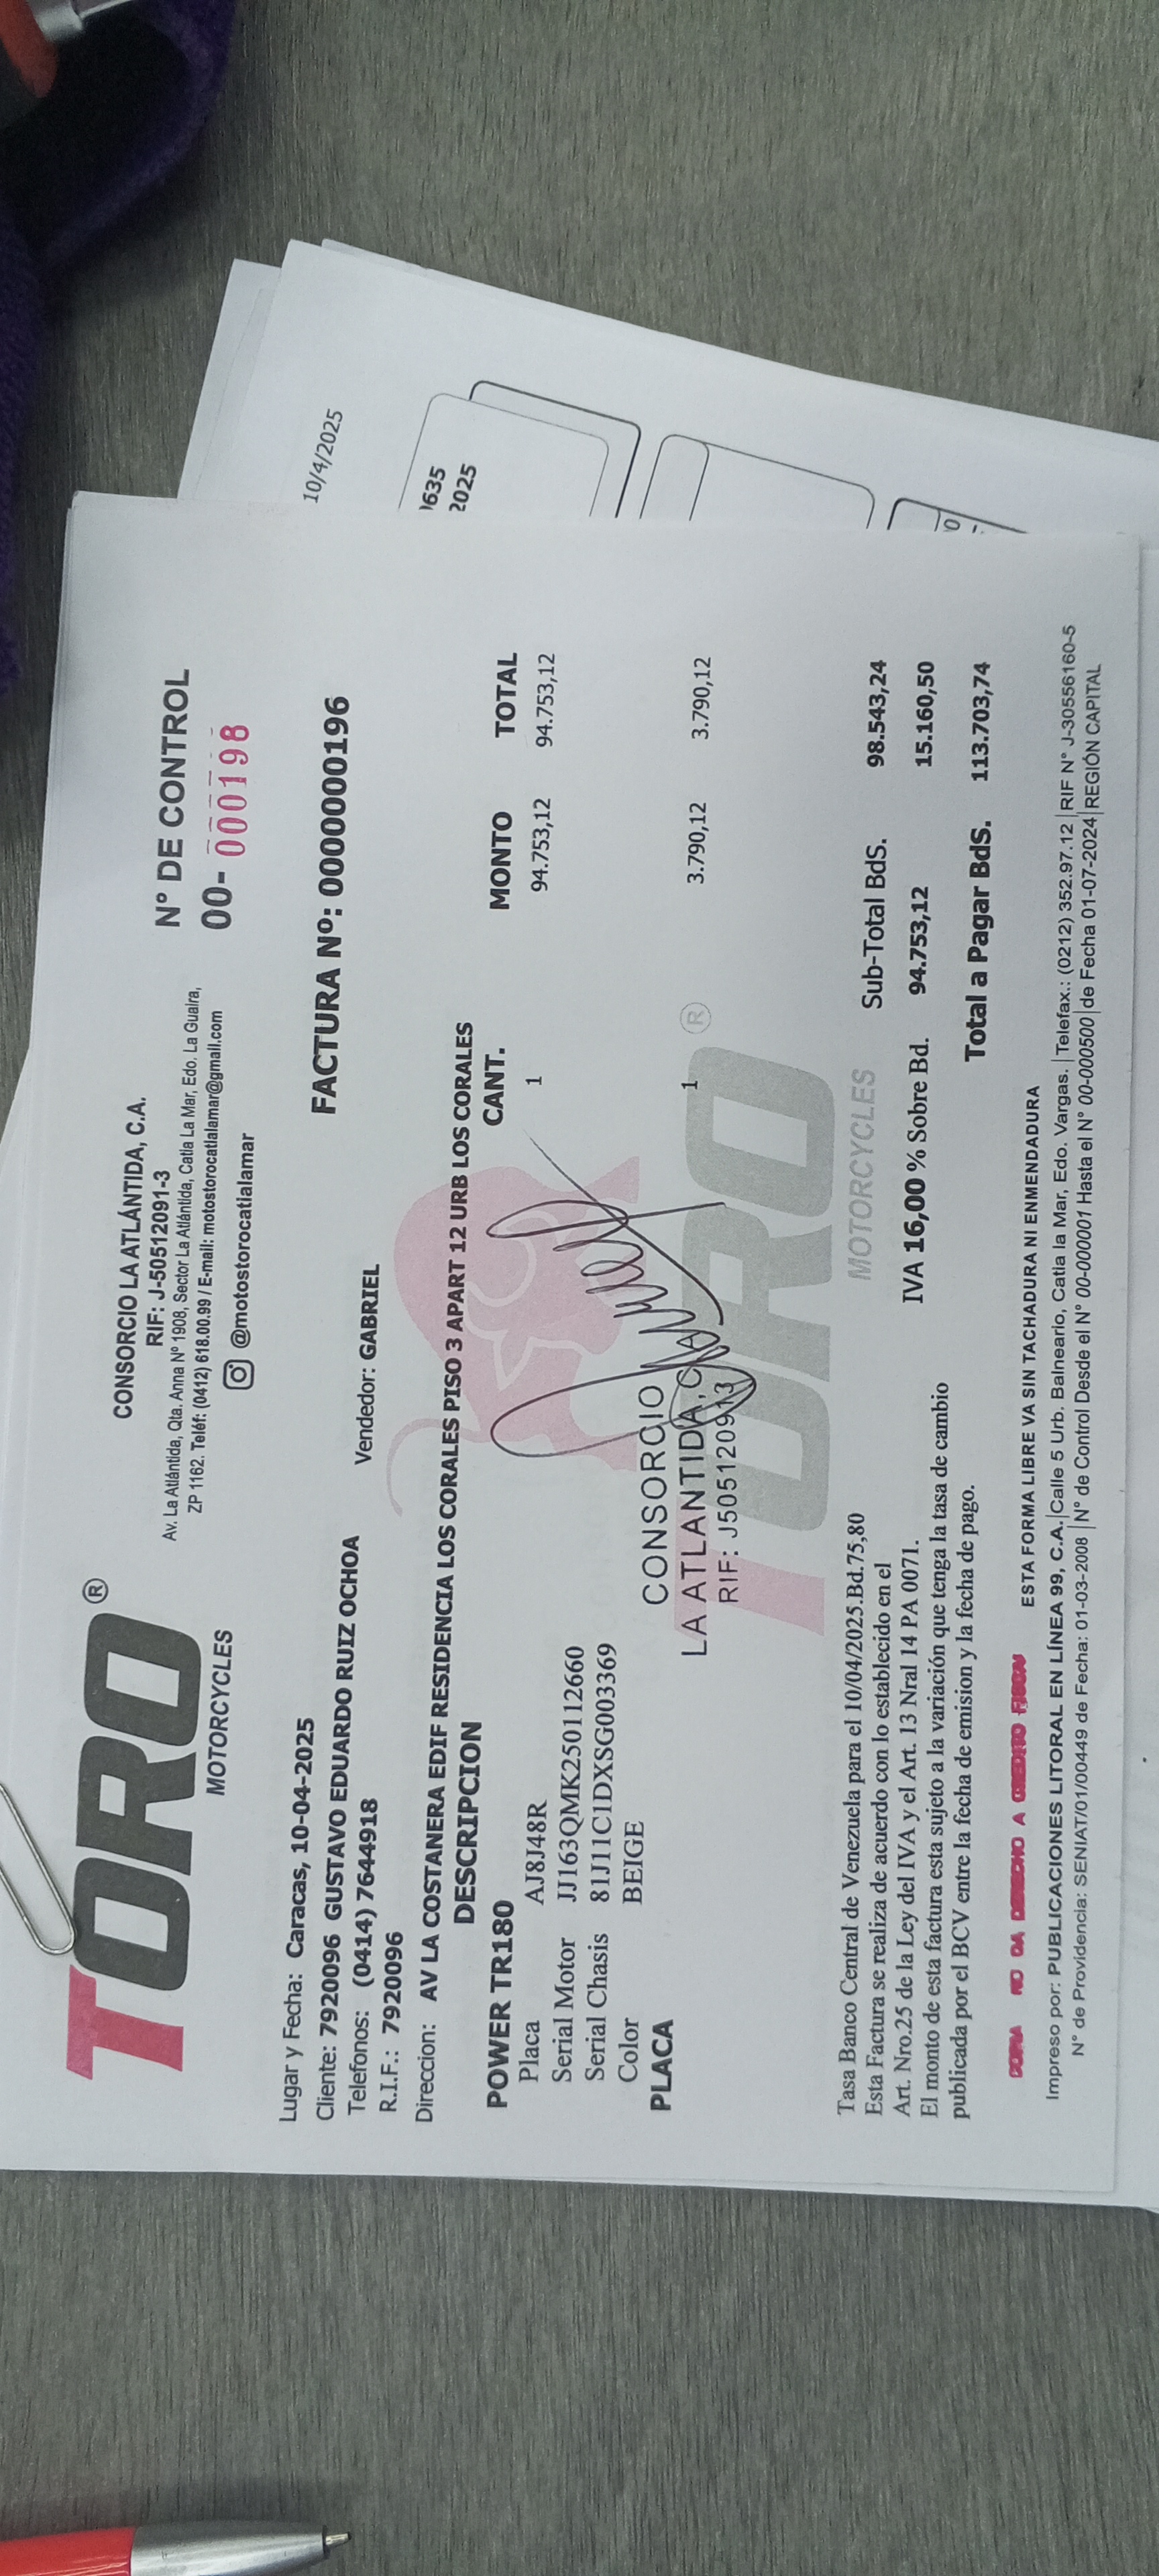 TORO®
MOTORCYCLES
CONSORCIO LA ATLÁNTIDA, C.A.
RIF: J-50512091-3
Av. La Atlántida, Qta. Anna Nº 1908, Sector La Atlántida, Catia La Mar, Edo. La Guaira,
ZP 1162. Teléf: (0412) 618.00.99 / E-mail: motostorocatialamar@gmail.com
@motostorocatialamar
N° DE CONTROL
00- 000198
Lugar y Fecha: Caracas, 10-04-2025
FACTURA Nº: 0000000196
Cliente: 7920096 GUSTAVO EDUARDO RUIZ OCHOA
Telefonos: (0414) 7644918
Vendedor: GABRIEL
R.I.F.: 7920096
Direccion: AV LA COSTANERA EDIF RESIDENCIA LOS CORALES PISO 3 APART 12 URB LOS CORALES
DESCRIPCION CANT. MONTO TOTAL
POWER TR180 1 94.753,12 94.753,12
Placa AJ8J48R
Serial Motor JJ163QMK250112660
Serial Chasis 81J11C1DXSG003369
Color BEIGE
PLACA 1 3.790,12 3.790,12
CONSORCIO
LA ATLANTIDA, C.A
RIF: J505120913
TORO®
MOTORCYCLES
Tasa Banco Central de Venezuela para el 10/04/2025.Bd.75,80
Esta Factura se realiza de acuerdo con lo establecido en el
Art. Nro.25 de la Ley del IVA y el Art. 13 Nral 14 PA 0071.
El monto de esta factura esta sujeto a la variación que tenga la tasa de cambio
publicada por el BCV entre la fecha de emision y la fecha de pago.
Sub-Total BdS. 98.543,24
IVA 16,00 % Sobre Bd. 94.753,12 15.160,50
Total a Pagar BdS. 113.703,74
COPIA NO DA DERECHO A CREDITO FISCAL
ESTA FORMA LIBRE VA SIN TACHADURA NI ENMENDADURA
Impreso por: PUBLICACIONES LITORAL EN LÍNEA 99, C.A. Calle 5 Urb. Balneario, Catia la Mar, Edo. Vargas. Telefax.: (0212) 352.97.12 RIF N° J-30556160-5
N° de Providencia: SENIAT/01/00449 de Fecha: 01-03-2008 N° de Control Desde el N° 00-000001 Hasta el N° 00-000500 de Fecha 01-07-2024 REGIÓN CAPITAL
10/4/2025
635
2025